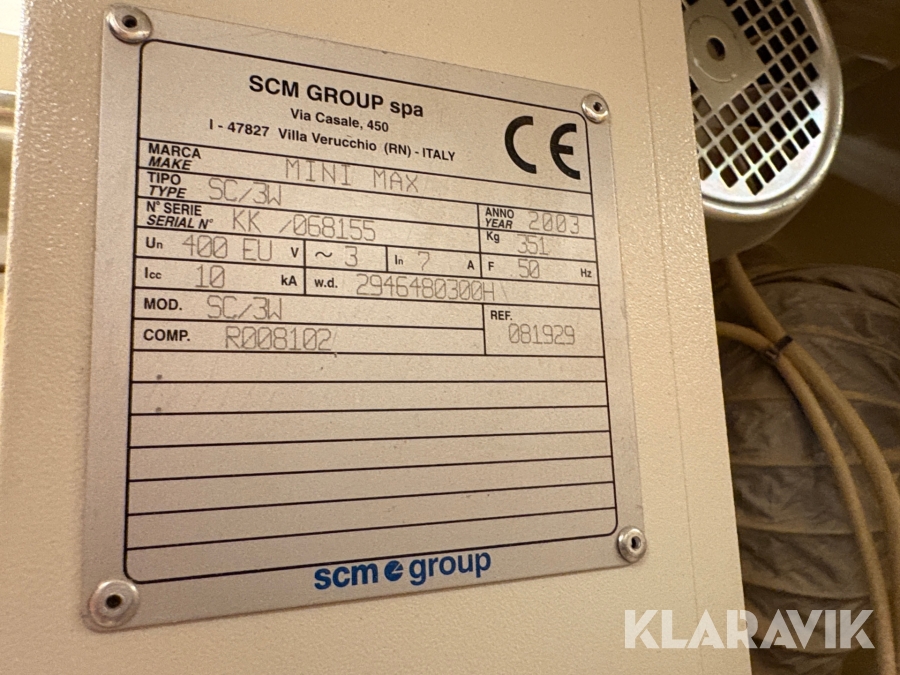 SCM GROUP spa
Via Casale, 450
I - 47827 Villa Verucchio (RN) - ITALY
CE
MARCA
MAKE MINI MAX
TIPO
TYPE SC/3W
ANNO
YEAR 2003
N° SERIE
SERIAL N° KK /068155
Kg 351
Un 400 EU V ~ 3 In 7 A F 50 Hz
Icc 10 kA w.d. 2946480300H
MOD. SC/3W
REF. 081929
COMP. R008102
scm group
KLARAVIK